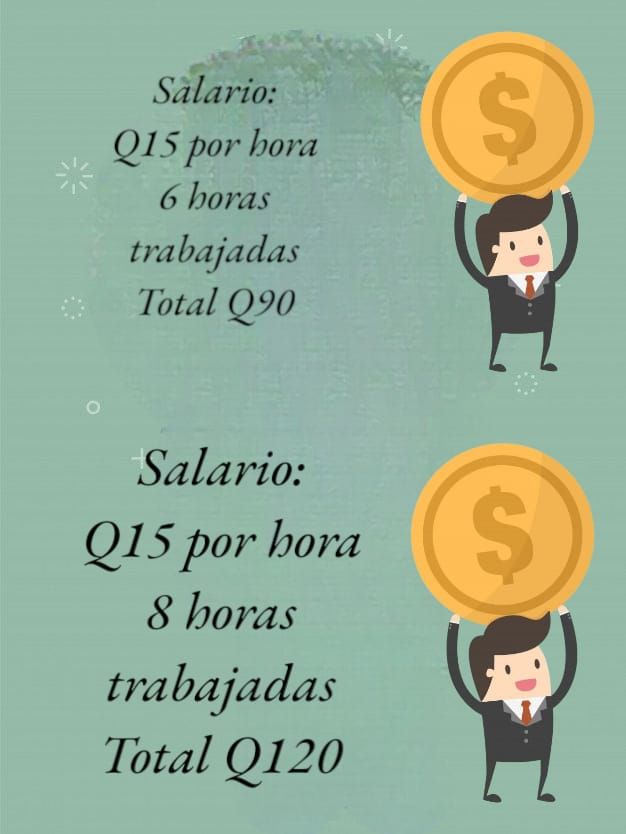 Salario:
Q15 por hora
6 horas
trabajadas
Total Q90
$
Salario:
Q15 por hora
8 horas
trabajadas
Total Q120
$